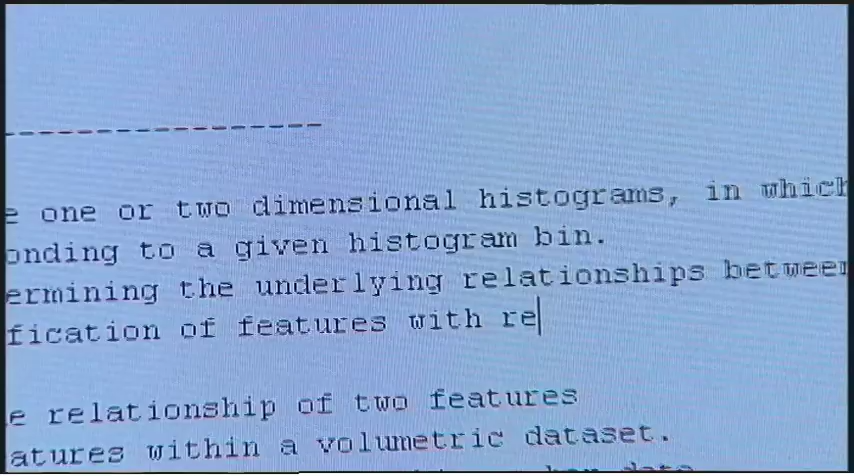 -----------------
e one or two dimensional histograms, in which
onding to a given histogram bin.
ermining the underlying relationships between
fication of features with re
e relationship of two features
atures within a volumetric dataset.
data